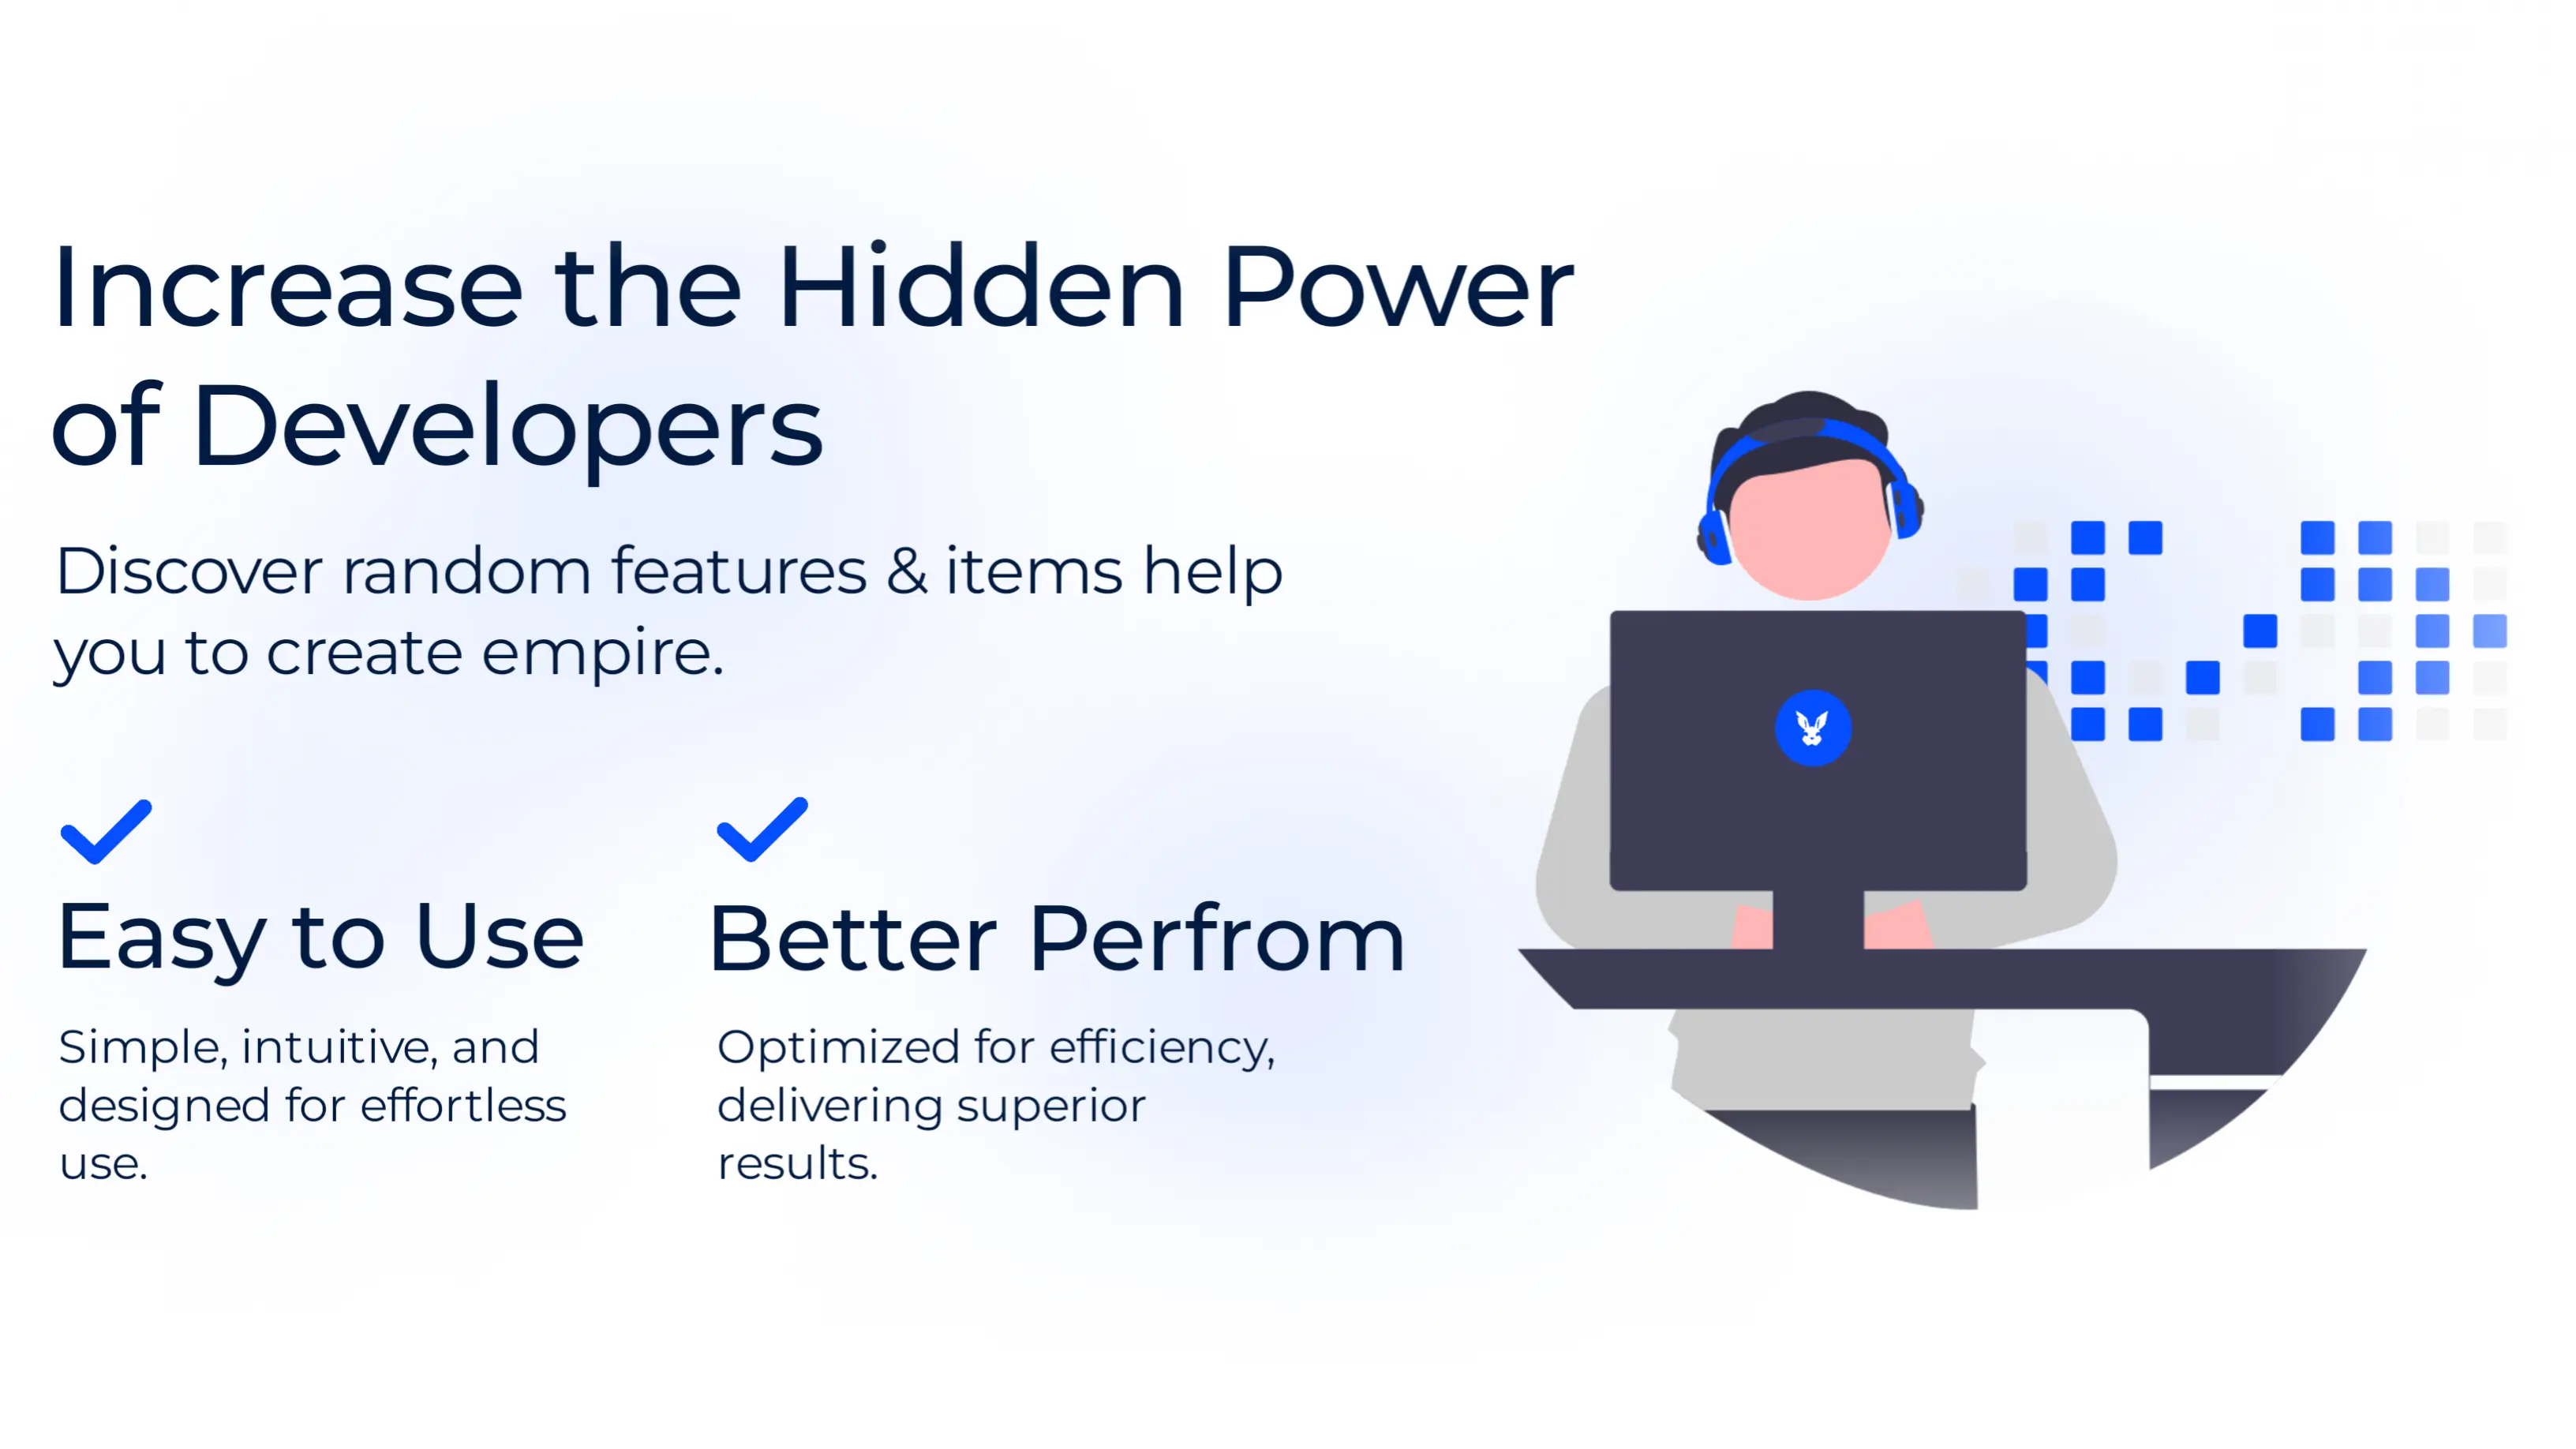 Increase the Hidden Power
of Developers
Discover random features & items help
you to create empire.
Easy to Use
Simple, intuitive, and
designed for effortless
use.
Better Perfrom
Optimized for efficiency,
delivering superior
results.